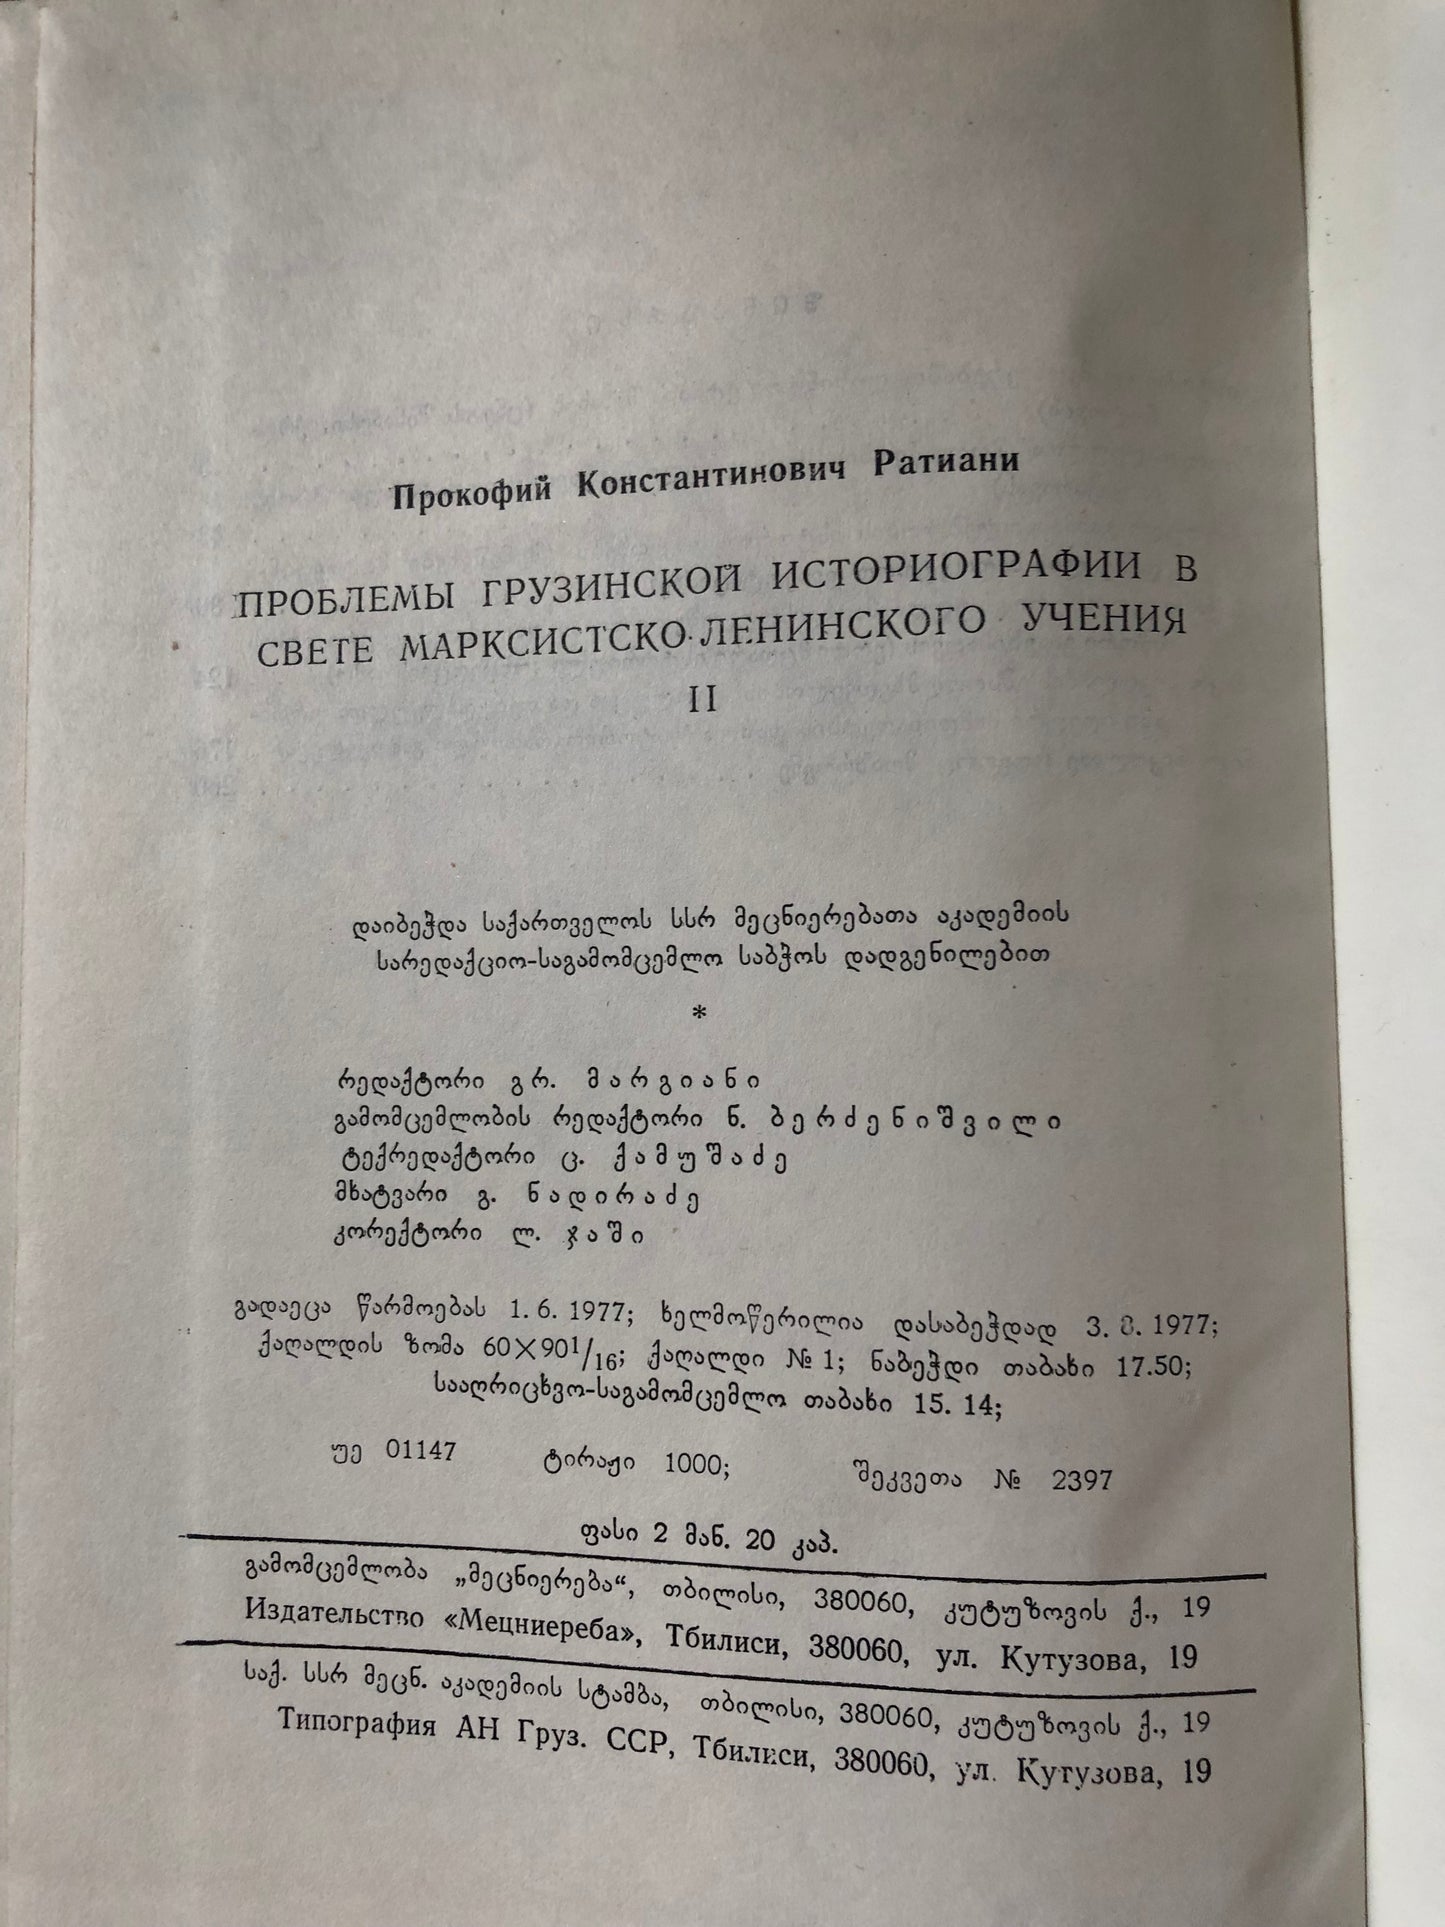 Прокофий Константинович Ратиани
ПРОБЛЕМЫ ГРУЗИНСКОЙ ИСТОРИОГРАФИИ В
СВЕТЕ МАРКСИСТСКО-ЛЕНИНСКОГО УЧЕНИЯ
II
დაიბეჭდა საქართველოს სსრ მეცნიერებათა აკადემიის
სარედაქციო-საგამომცემლო საბჭოს დადგენილებით
*
რედაქტორი გრ. მარგიანი
გამომცემლობის რედაქტორი ნ. ბერძენიშვილი
ტექრედაქტორი ც. ქამუშაძე
მხატვარი გ. ნადირაძე
კორექტორი ლ. ჯაში
გადაეცა წარმოებას 1. 6. 1977; ხელმოწერილია დასაბეჭდად 3. 8. 1977;
ქაღალდის ზომა 60×90¹/₁₆; ქაღალდი № 1; ნაბეჭდი თაბახი 17.50;
სააღრიცხვო-საგამომცემლო თაბახი 15. 14;
უე 01147 ტირაჟი 1000; შეკვეთა № 2397
ფასი 2 მან. 20 კაპ.
გამომცემლობა „მეცნიერება“, თბილისი, 380060, კუტუზოვის ქ., 19
Издательство «Мецниереба», Тбилиси, 380060, ул. Кутузова, 19
საქ. სსრ მეცნ. აკადემიის სტამბა, თბილისი, 380060, კუტუზოვის ქ., 19
Типография АН Груз. ССР, Тбилиси, 380060, ул. Кутузова, 19